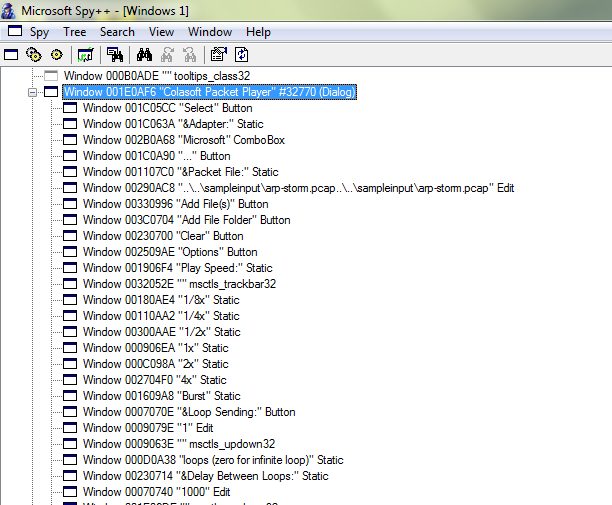 Microsoft Spy++ - [Windows 1]
Spy Tree Search View Window Help
Window 000B0ADE "" tooltips_class32
Window 001E0AF6 "Colasoft Packet Player" #32770 (Dialog)
Window 001C05CC "Select" Button
Window 001C063A "&Adapter:" Static
Window 002B0A68 "Microsoft" ComboBox
Window 001C0A90 "..." Button
Window 001107C0 "&Packet File:" Static
Window 00290AC8 "..\..\sampleinput\arp-storm.pcap..\..\sampleinput\arp-storm.pcap" Edit
Window 00330996 "Add File(s)" Button
Window 003C0704 "Add File Folder" Button
Window 00230700 "Clear" Button
Window 002509AE "Options" Button
Window 001906F4 "Play Speed:" Static
Window 0032052E "" msctls_trackbar32
Window 00180AE4 "1/8x" Static
Window 00110AA2 "1/4x" Static
Window 00300AAE "1/2x" Static
Window 000906EA "1x" Static
Window 000C098A "2x" Static
Window 002704F0 "4x" Static
Window 001609A8 "Burst" Static
Window 0007070E "&Loop Sending:" Button
Window 0009079E "1" Edit
Window 0009063E "" msctls_updown32
Window 000D0A38 "loops (zero for infinite loop)" Static
Window 00230714 "&Delay Between Loops:" Static
Window 00070740 "1000" Edit